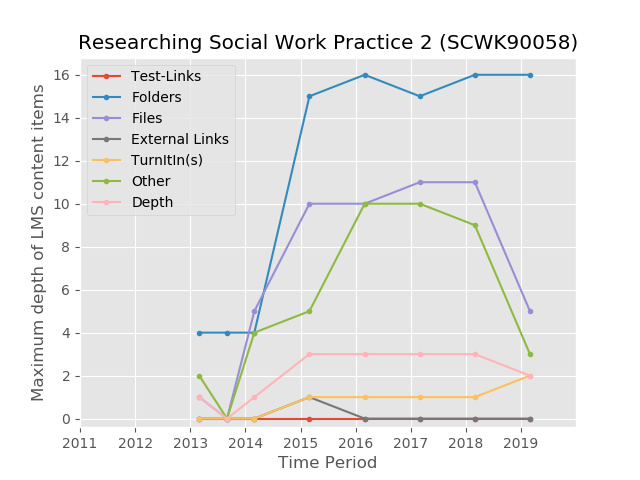 Researching Social Work Practice 2 (SCWK90058)
Test-Links
Folders
Files
External Links
TurnItIn(s)
Other
Depth
Maximum depth of LMS content items
16
14
12
10
8
6
4
2
0
2011 2012 2013 2014 2015 2016 2017 2018 2019
Time Period